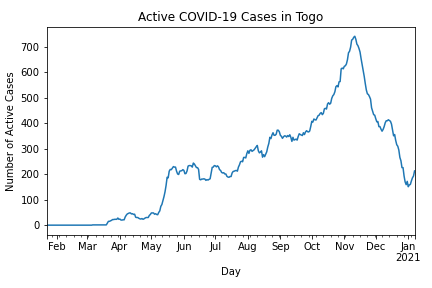 Active COVID-19 Cases in Togo
Number of Active Cases
700
600
500
400
300
200
100
0
Feb Mar Apr May Jun Jul Aug Sep Oct Nov Dec Jan
2021
Day